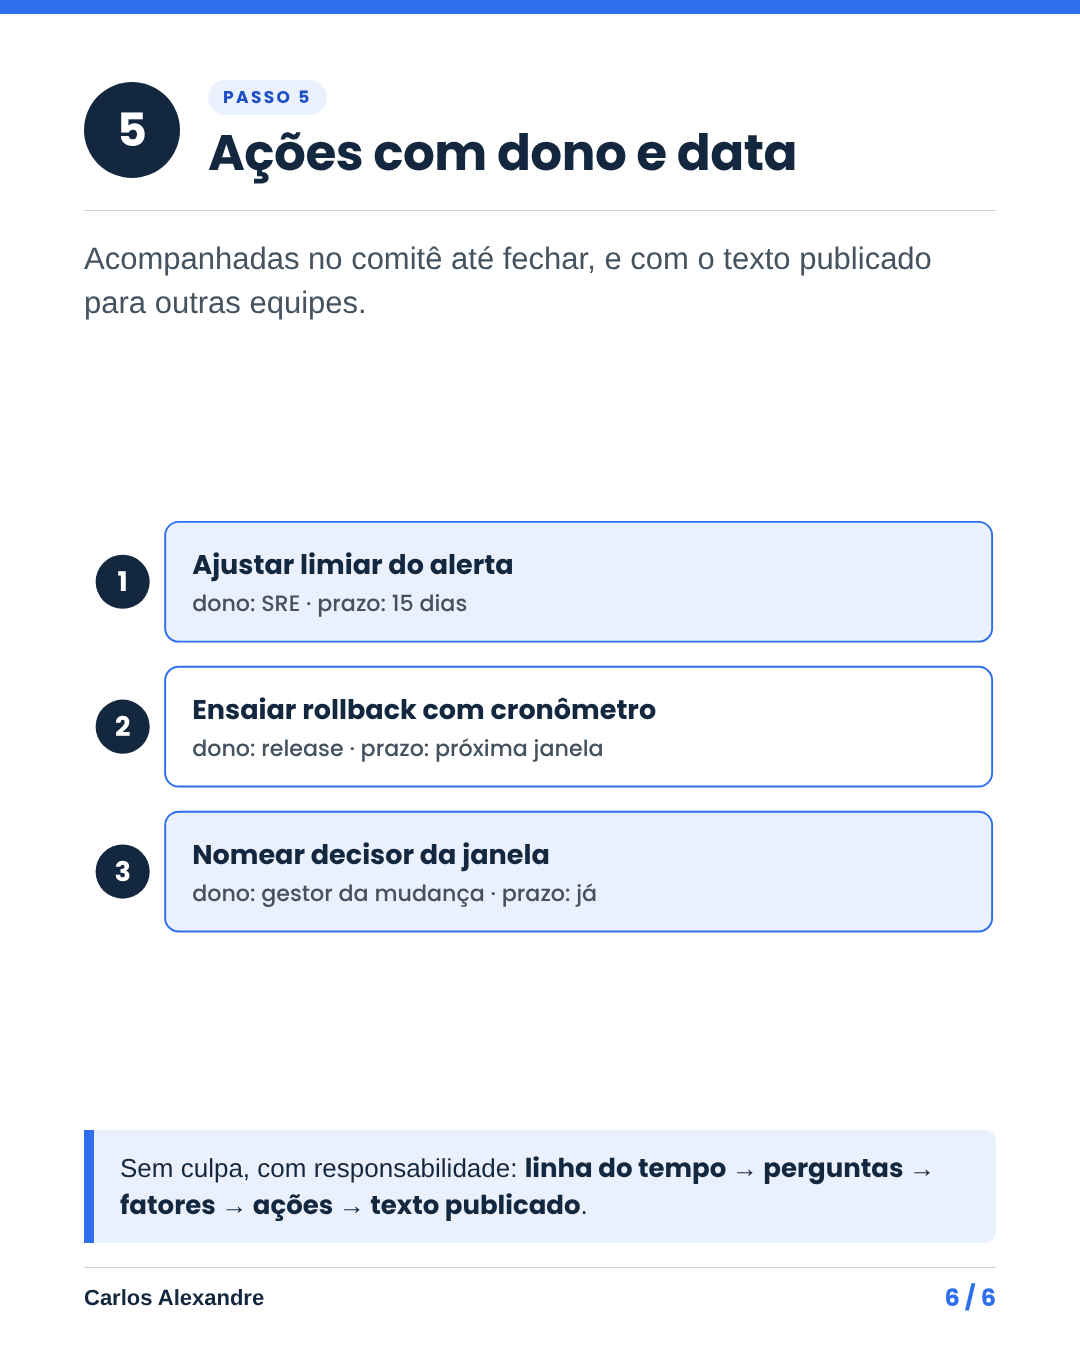 5
PASSO 5
Ações com dono e data
Acompanhadas no comitê até fechar, e com o texto publicado
para outras equipes.
1
Ajustar limiar do alerta
dono: SRE · prazo: 15 dias
2
Ensaiar rollback com cronômetro
dono: release · prazo: próxima janela
3
Nomear decisor da janela
dono: gestor da mudança · prazo: já
Sem culpa, com responsabilidade: linha do tempo → perguntas →
fatores → ações → texto publicado.
Carlos Alexandre
6 / 6